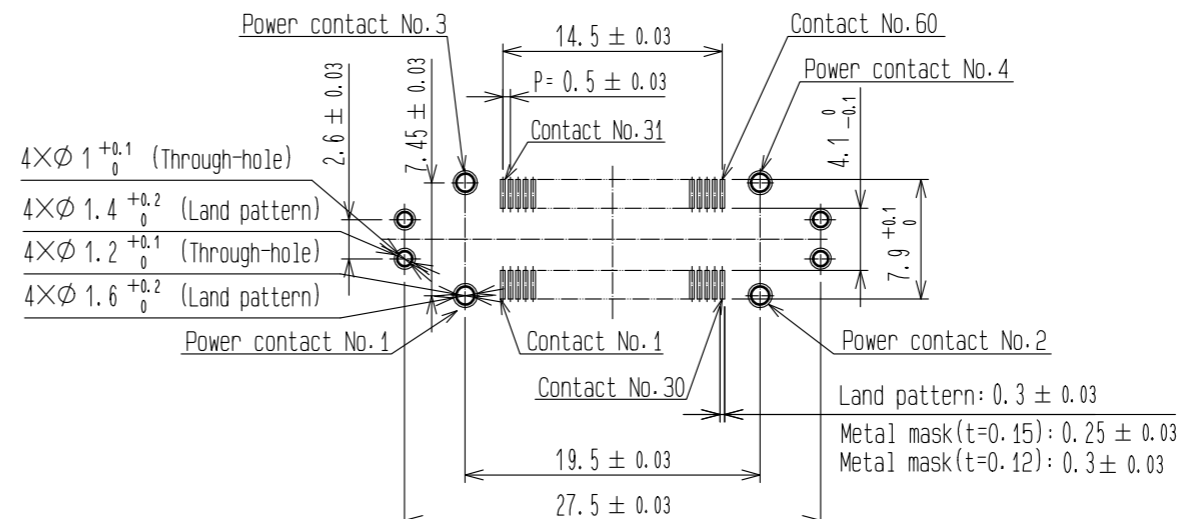 Power contact No.3
14.5 ± 0.03
Contact No.60
P= 0.5 ± 0.03
Power contact No.4
2.6 ± 0.03
7.45 ± 0.03
Contact No.31
4.1 0 -0.1
4×Ø 1 +0.1 0 (Through-hole)
4×Ø 1.4 +0.2 0 (Land pattern)
4×Ø 1.2 +0.1 0 (Through-hole)
4×Ø 1.6 +0.2 0 (Land pattern)
7.9 +0.1 0
Power contact No.1
Contact No.1
Power contact No.2
Contact No.30
Land pattern: 0.3 ± 0.03
Metal mask(t=0.15): 0.25 ± 0.03
Metal mask(t=0.12): 0.3± 0.03
19.5 ± 0.03
27.5 ± 0.03